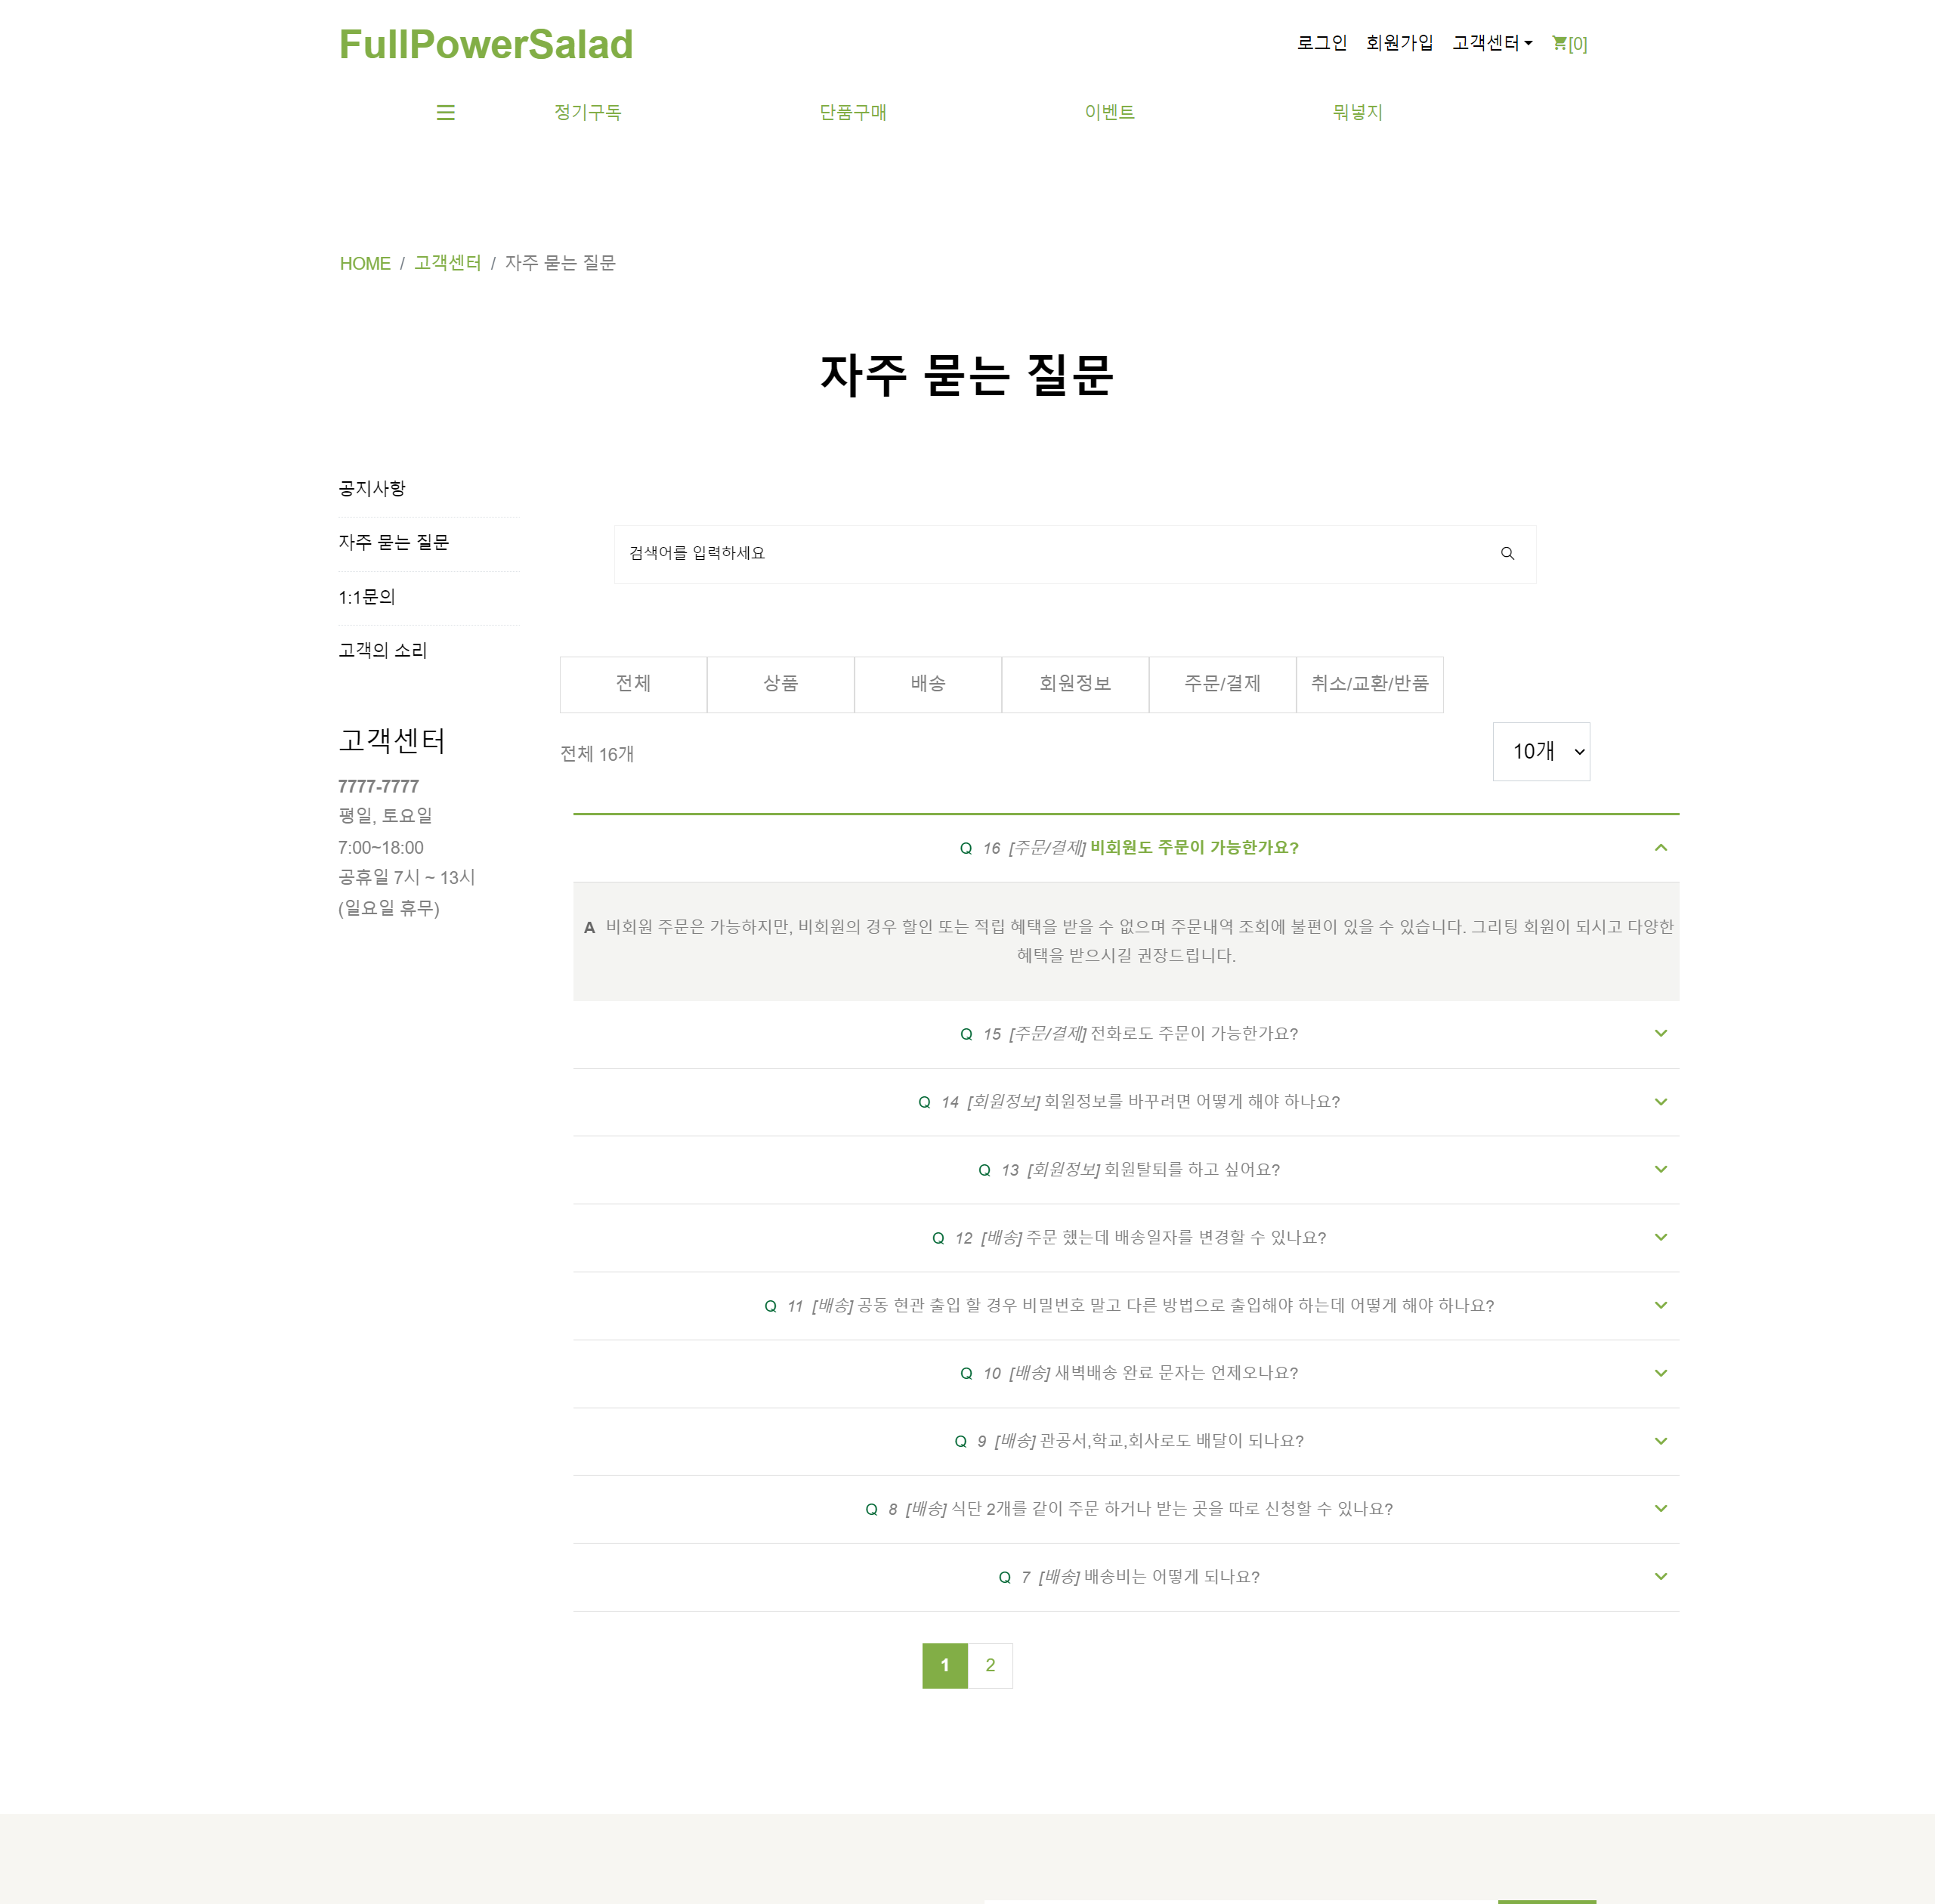 FullPowerSalad
로그인 회원가입 고객센터 [0]
정기구독 단품구매 이벤트 뭐넣지
HOME / 고객센터 / 자주 묻는 질문
자주 묻는 질문
공지사항
자주 묻는 질문
1:1문의
고객의 소리
고객센터
7777-7777
평일, 토요일
7:00~18:00
공휴일 7시 ~ 13시
(일요일 휴무)
검색어를 입력하세요
전체 상품 배송 회원정보 주문/결제 취소/교환/반품
전체 16개
10개
Q 16 [주문/결제] 비회원도 주문이 가능한가요?
A 비회원 주문은 가능하지만, 비회원의 경우 할인 또는 적립 혜택을 받을 수 없으며 주문내역 조회에 불편이 있을 수 있습니다. 그리팅 회원이 되시고 다양한
혜택을 받으시길 권장드립니다.
Q 15 [주문/결제] 전화로도 주문이 가능한가요?
Q 14 [회원정보] 회원정보를 바꾸려면 어떻게 해야 하나요?
Q 13 [회원정보] 회원탈퇴를 하고 싶어요?
Q 12 [배송] 주문 했는데 배송일자를 변경할 수 있나요?
Q 11 [배송] 공동 현관 출입 할 경우 비밀번호 말고 다른 방법으로 출입해야 하는데 어떻게 해야 하나요?
Q 10 [배송] 새벽배송 완료 문자는 언제오나요?
Q 9 [배송] 관공서,학교,회사로도 배달이 되나요?
Q 8 [배송] 식단 2개를 같이 주문 하거나 받는 곳을 따로 신청할 수 있나요?
Q 7 [배송] 배송비는 어떻게 되나요?
1 2